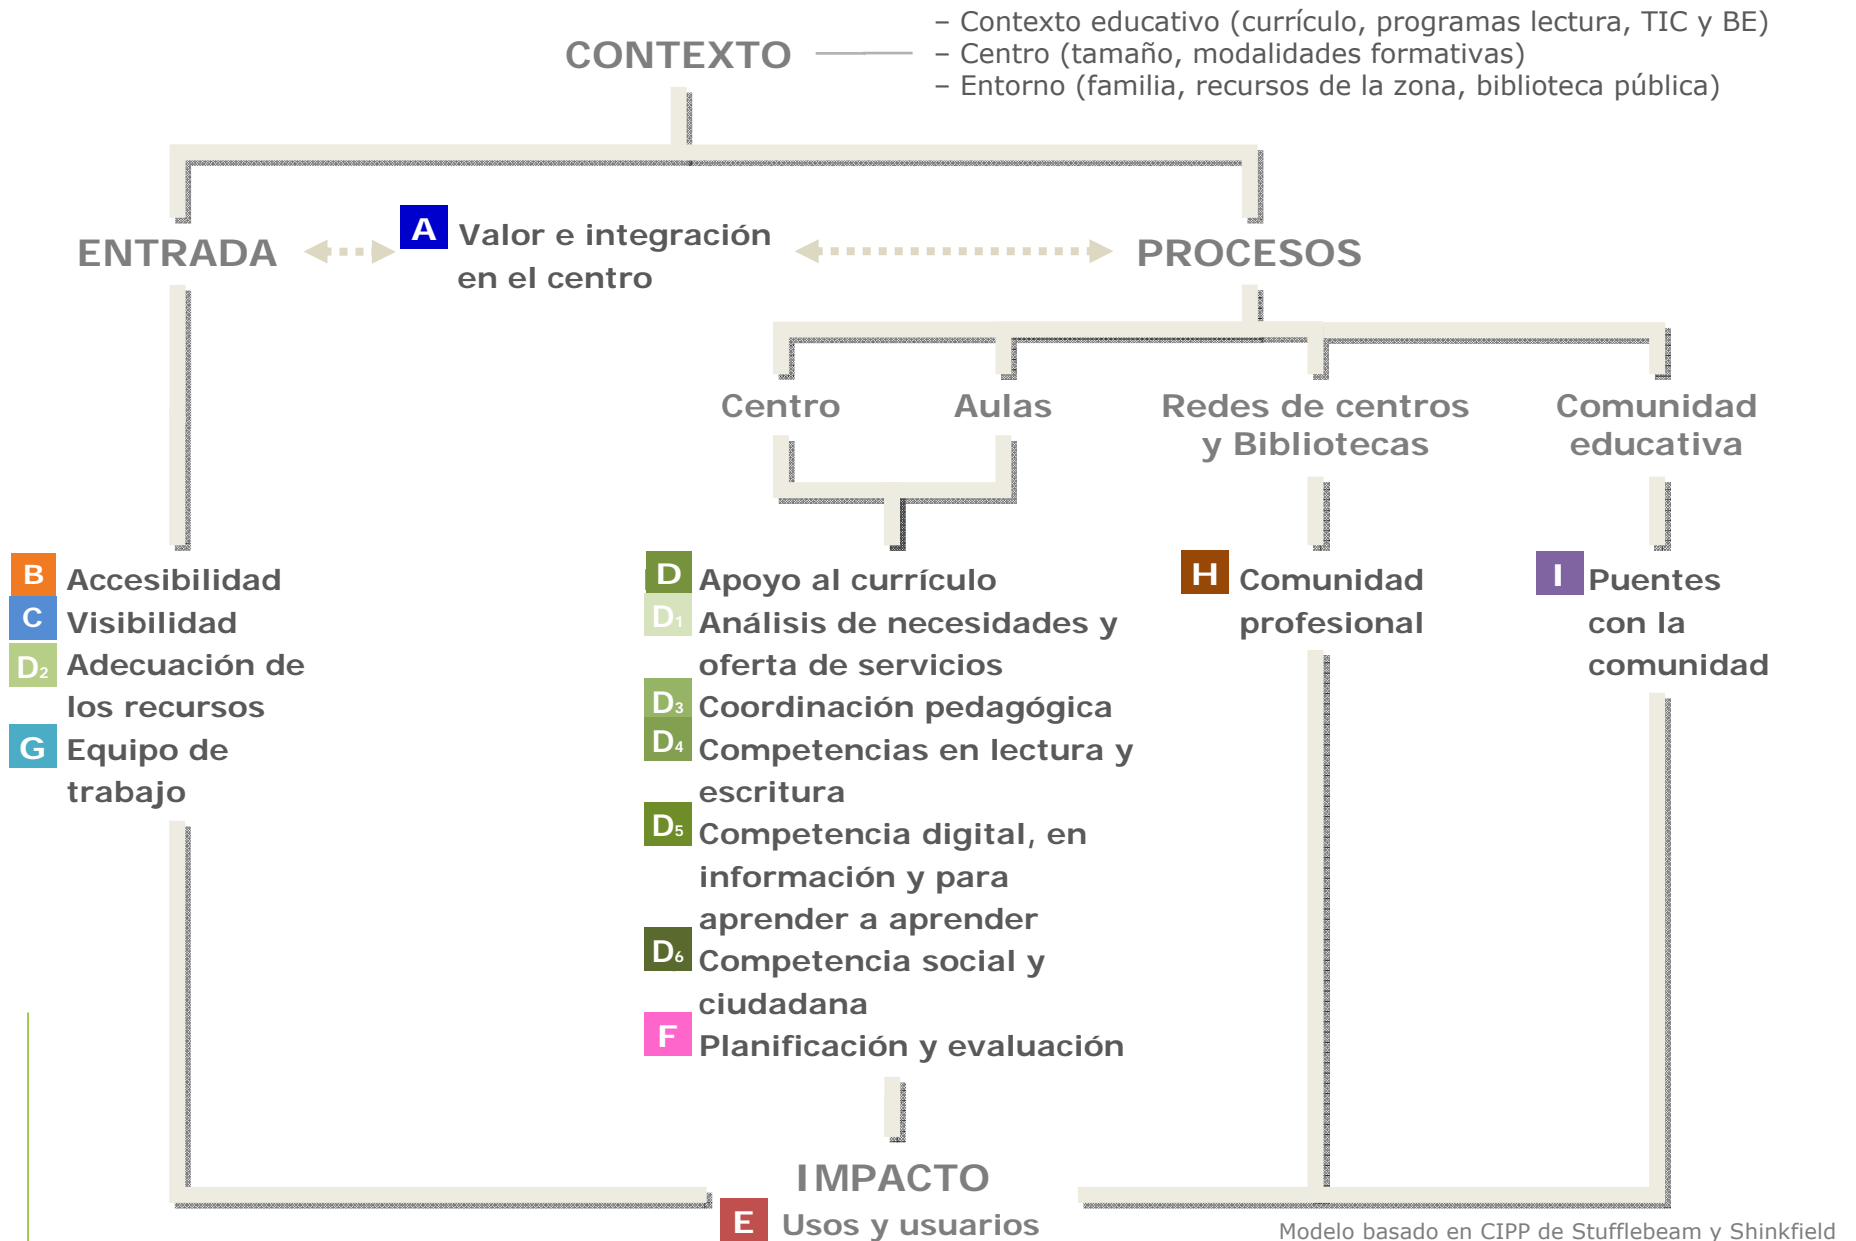 CONTEXTO
– Contexto educativo (currículo, programas lectura, TIC y BE)
– Centro (tamaño, modalidades formativas)
– Entorno (familia, recursos de la zona, biblioteca pública)
ENTRADA
A Valor e integración
en el centro
PROCESOS
Centro
Aulas
Redes de centros
y Bibliotecas
Comunidad
educativa
B Accesibilidad
C Visibilidad
D2 Adecuación de
los recursos
G Equipo de
trabajo
D Apoyo al currículo
D1 Análisis de necesidades y
oferta de servicios
D3 Coordinación pedagógica
D4 Competencias en lectura y
escritura
D5 Competencia digital, en
información y para
aprender a aprender
D6 Competencia social y
ciudadana
F Planificación y evaluación
H Comunidad
profesional
I Puentes
con la
comunidad
IMPACTO
E Usos y usuarios
Modelo basado en CIPP de Stufflebeam y Shinkfield